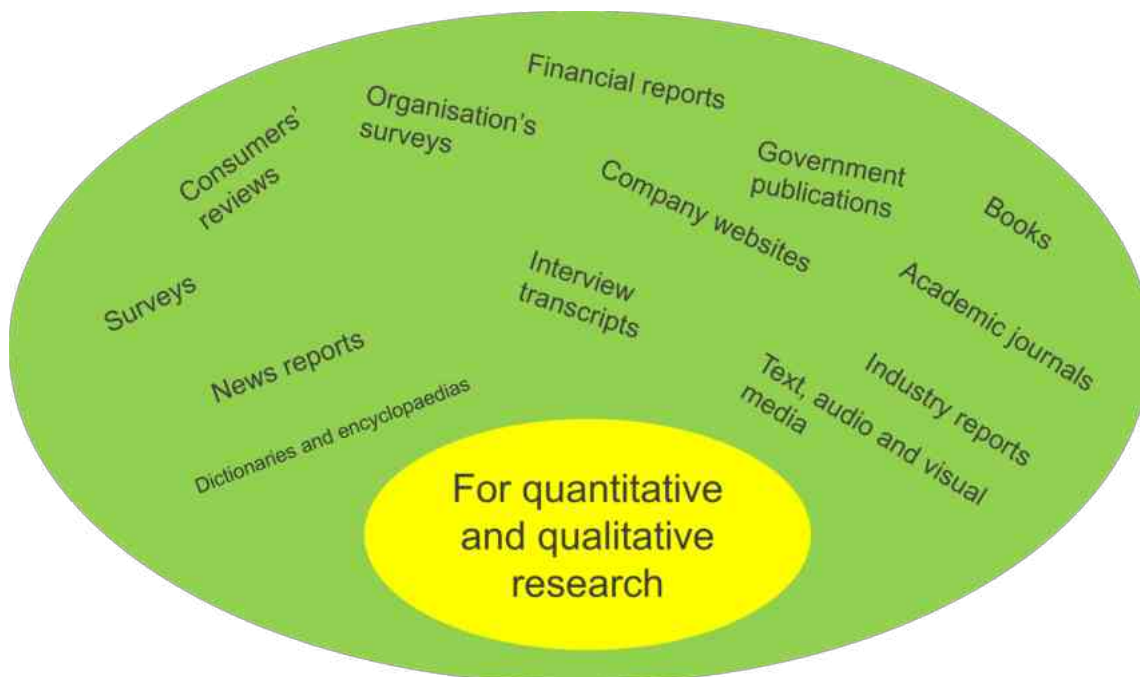 Financial reports
Organisation's
surveys
Consumers'
reviews
Government
publications
Company websites
Books
Surveys
Interview
transcripts
Academic journals
News reports
Industry reports
Text, audio and visual
media
Dictionaries and encyclopaedias
For quantitative
and qualitative
research